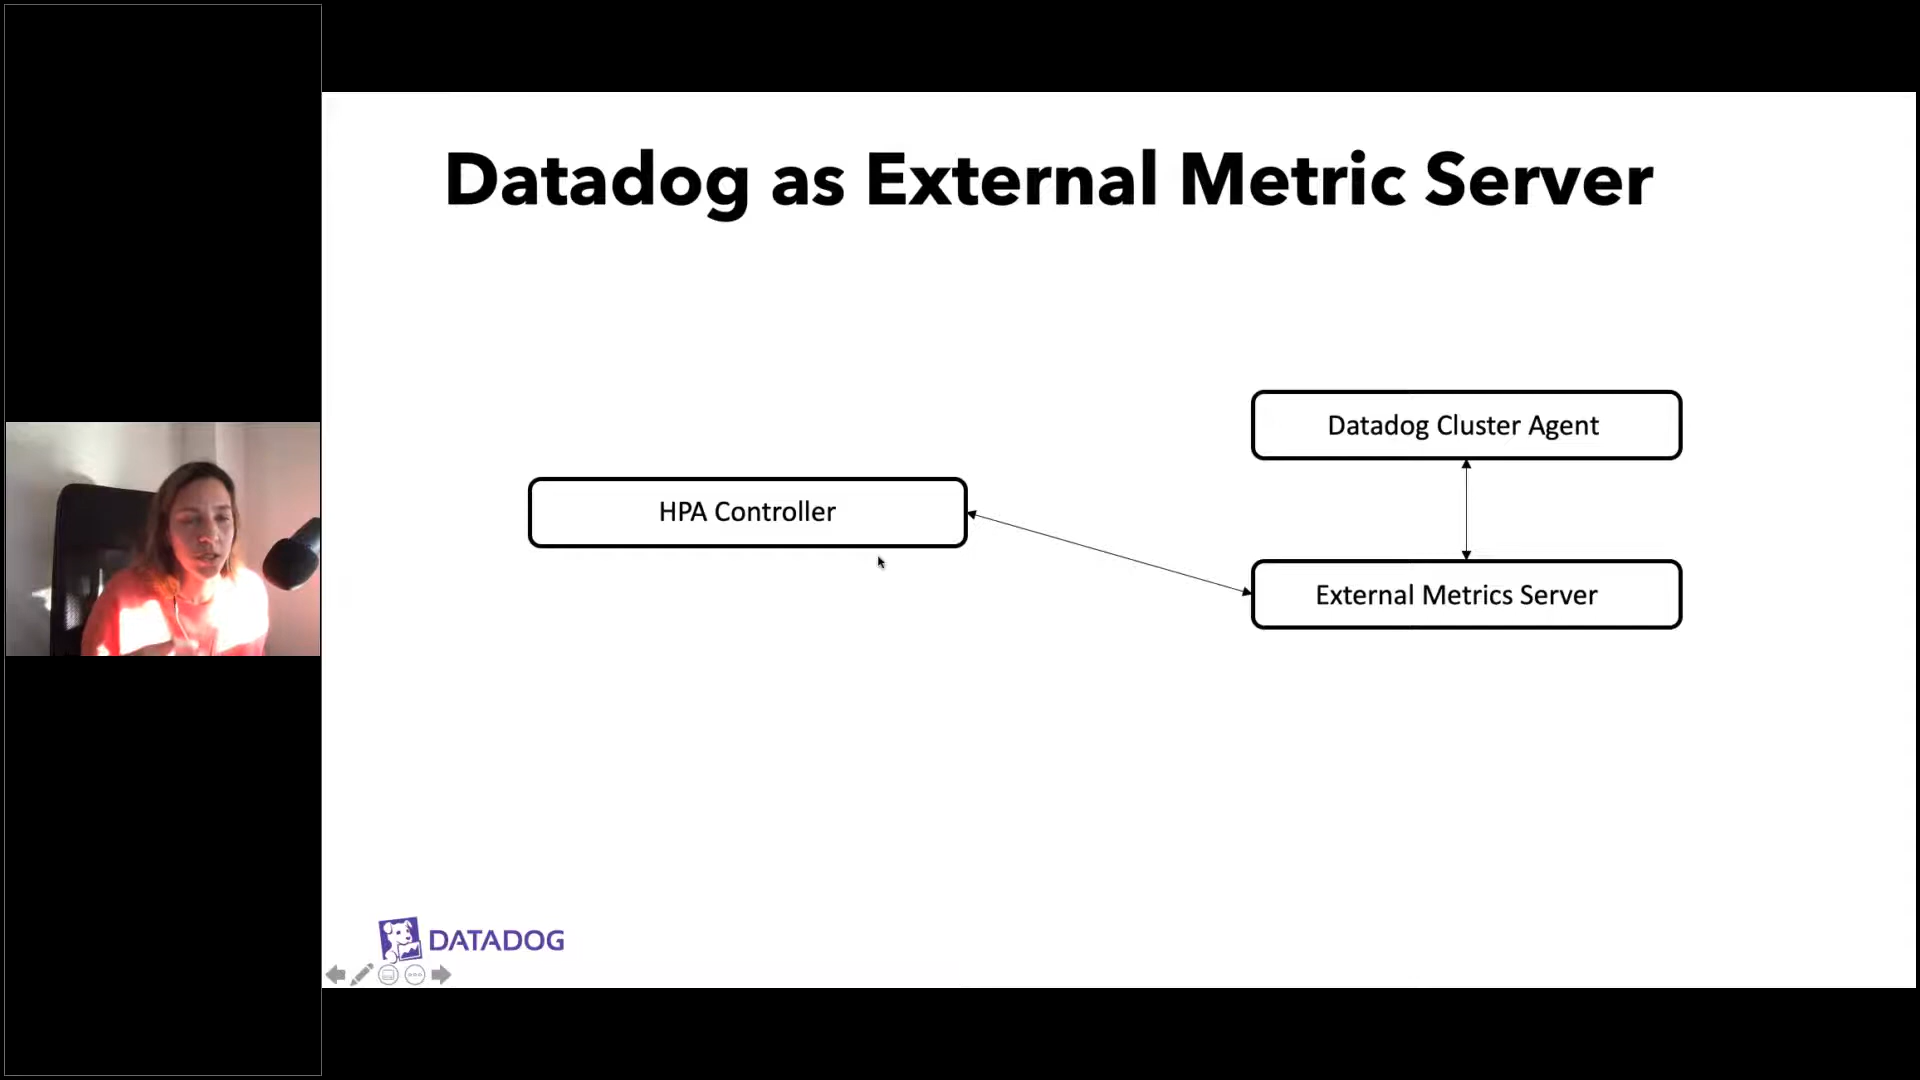 Datadog as External Metric Server
Datadog Cluster Agent
HPA Controller
External Metrics Server
DATADOG